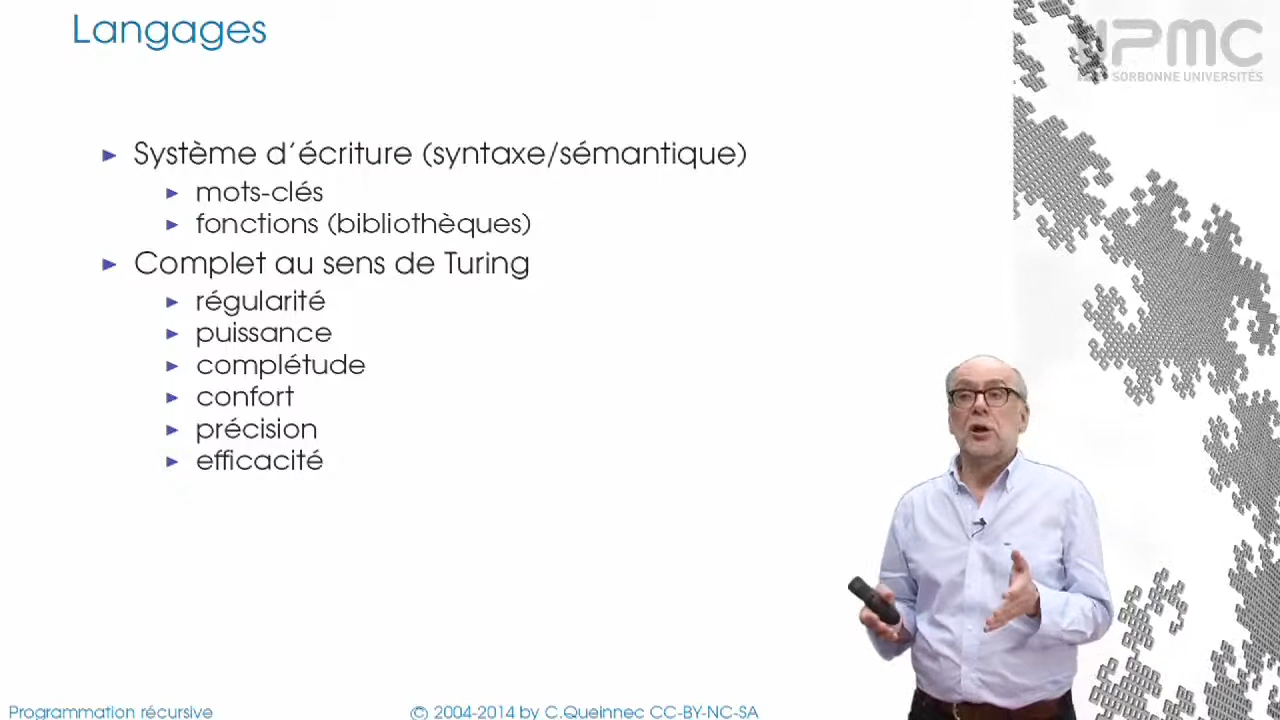 Langages
UPMC
SORBONNE UNIVERSITÉS
► Système d'écriture (syntaxe/sémantique)
► mots-clés
► fonctions (bibliothèques)
► Complet au sens de Turing
► régularité
► puissance
► complétude
► confort
► précision
► efficacité
Programmation récursive
© 2004-2014 by C.Queinnec CC-BY-NC-SA